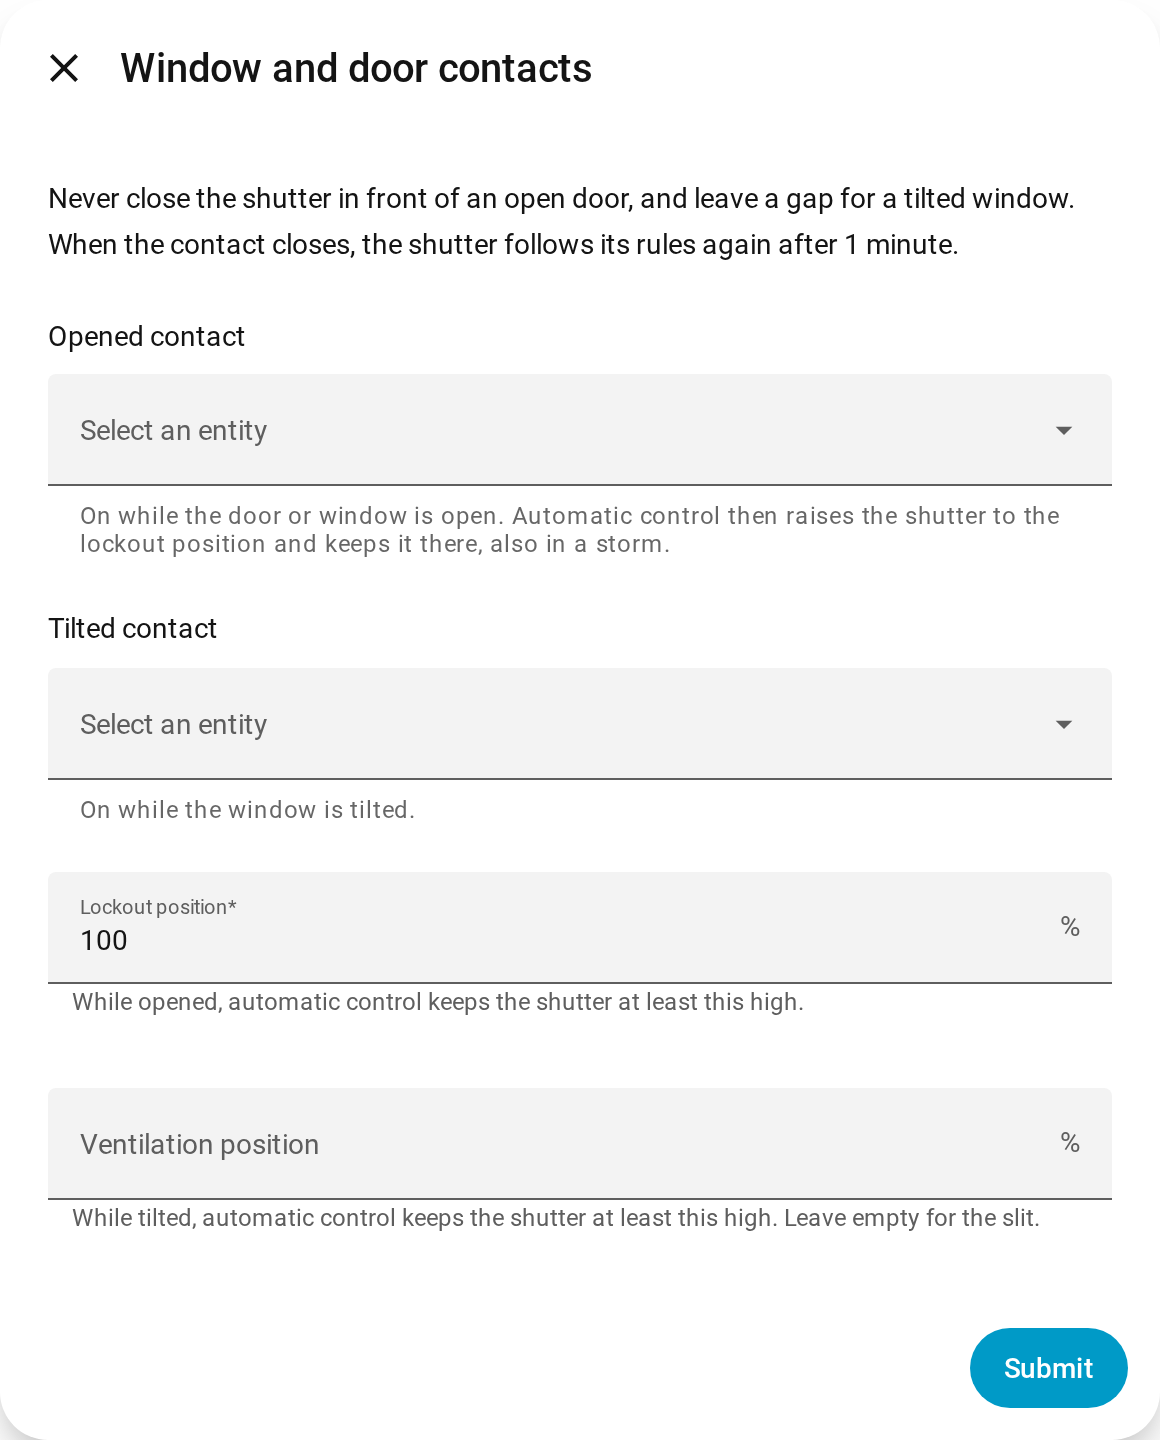 Window and door contacts
Never close the shutter in front of an open door, and leave a gap for a tilted window.
When the contact closes, the shutter follows its rules again after 1 minute.
Opened contact
Select an entity
On while the door or window is open. Automatic control then raises the shutter to the
lockout position and keeps it there, also in a storm.
Tilted contact
Select an entity
On while the window is tilted.
Lockout position*
100
%
While opened, automatic control keeps the shutter at least this high.
Ventilation position
%
While tilted, automatic control keeps the shutter at least this high. Leave empty for the slit.
Submit